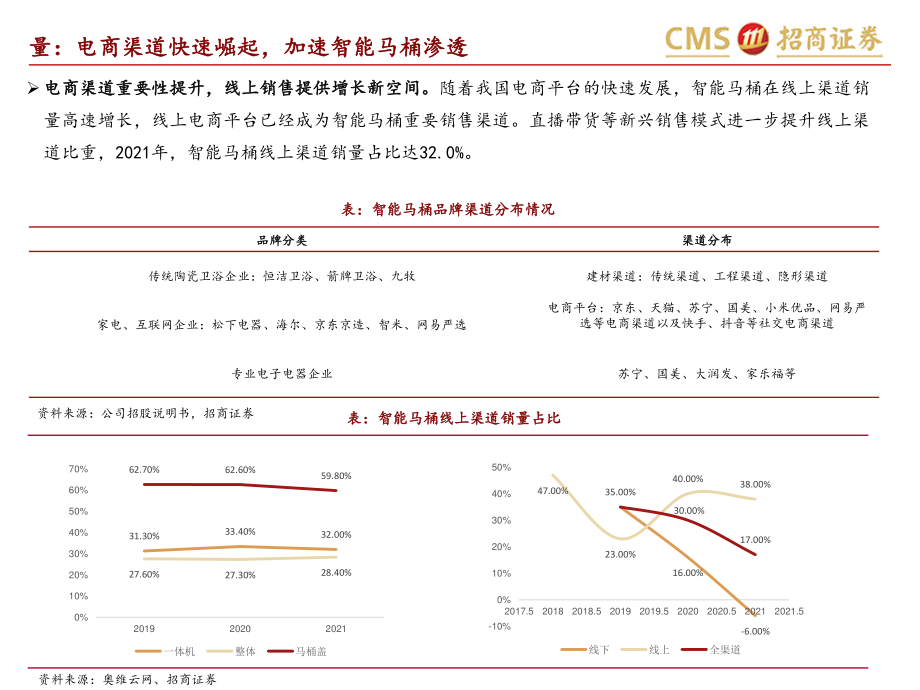 量：电商渠道快速崛起，加速智能马桶渗透
CMS 招商证券
电商渠道重要性提升，线上销售提供增长新空间。随着我国电商平台的快速发展，智能马桶在线上渠道销
量高速增长，线上电商平台已经成为智能马桶重要销售渠道。直播带货等新兴销售模式进一步提升线上渠
道比重，2021年，智能马桶线上渠道销量占比达32.0%。
表：智能马桶品牌渠道分布情况
品牌分类 渠道分布
传统陶瓷卫浴企业：恒洁卫浴、箭牌卫浴、九牧 建材渠道：传统渠道、工程渠道、隐形渠道
家电、互联网企业：松下电器、海尔、京东京造、智米、网易严选
电商平台：京东、天猫、苏宁、国美、小米优品、网易严
选等电商渠道以及快手、抖音等社交电商渠道
专业电子电器企业 苏宁、国美、大润发、家乐福等
资料来源：公司招股说明书，招商证券
表：智能马桶线上渠道销量占比
70%
60%
50%
40%
30%
20%
10%
0%
62.70% 62.60% 59.80%
31.30% 33.40% 32.00%
27.60% 27.30% 28.40%
2019 2020 2021
一体机 整体 马桶盖
50%
40%
30%
20%
10%
0%
-10%
47.00% 35.00% 40.00% 38.00%
23.00% 30.00% 17.00%
16.00% -6.00%
2017.5 2018 2018.5 2019 2019.5 2020 2020.5 2021 2021.5
线下 线上 全渠道
资料来源：奥维云网、招商证券